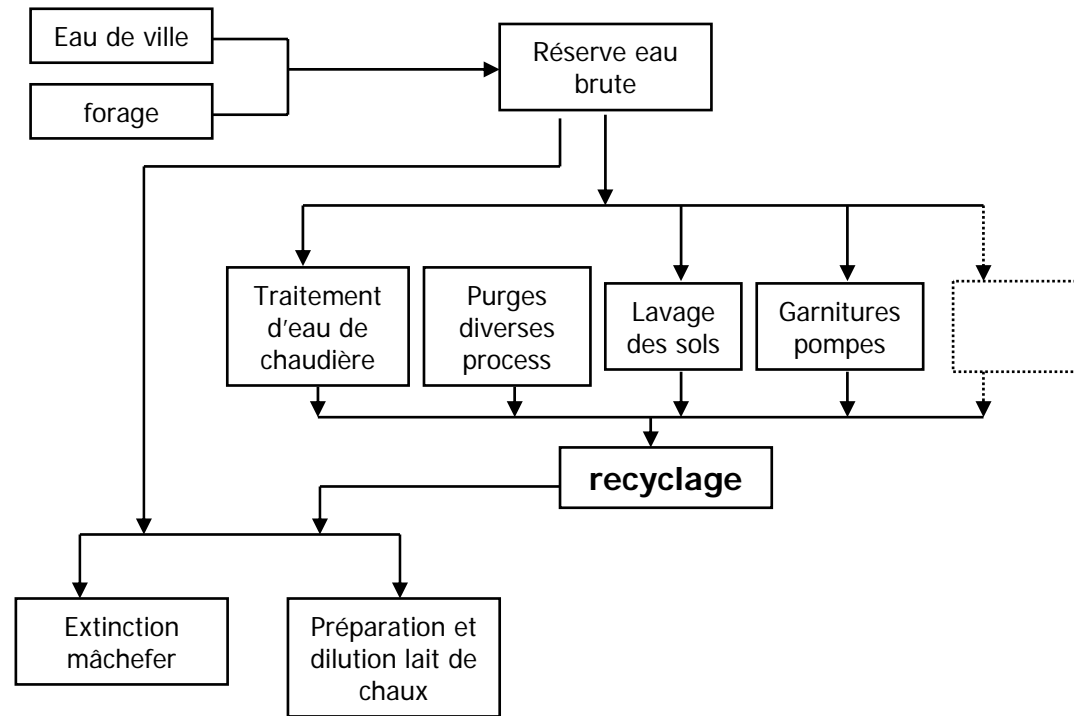 Eau de ville
forage
Réserve eau
brute
Traitement
d'eau de
chaudière
Purges
diverses
process
Lavage
des sols
Garnitures
pompes
recyclage
Extinction
mâchefer
Préparation et
dilution lait de
chaux